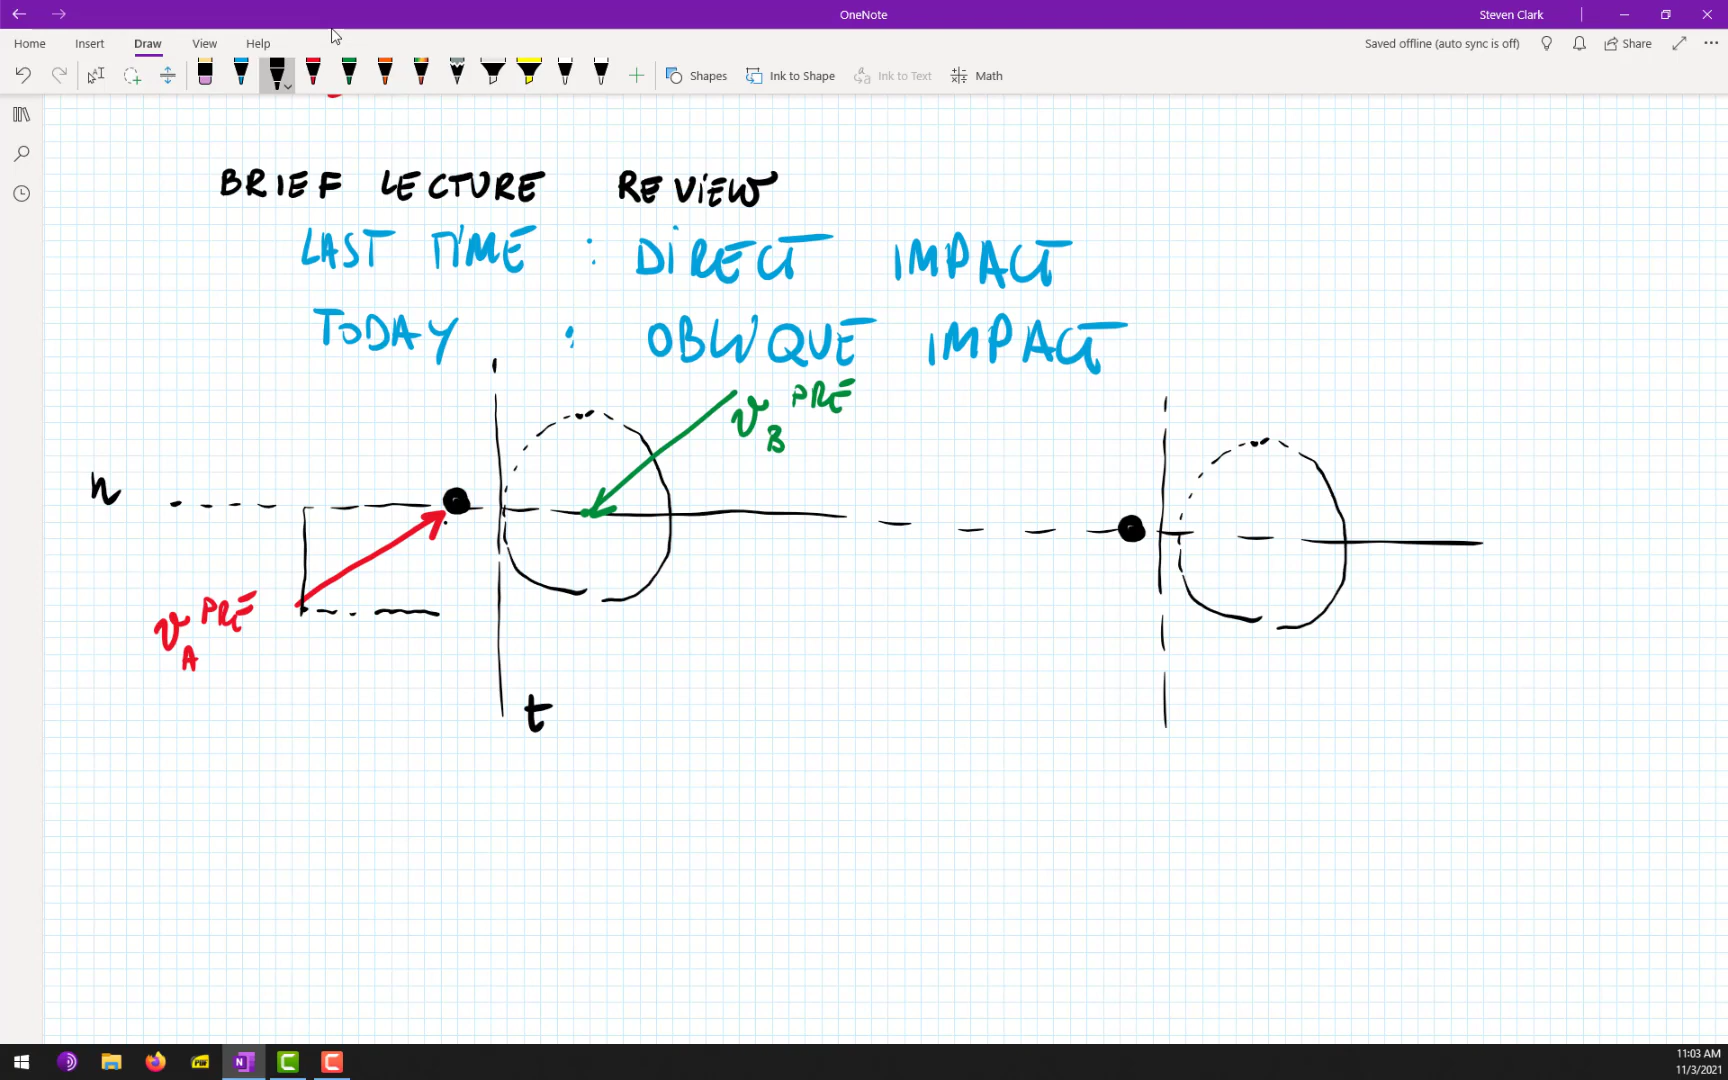 OneNote
Steven Clark
Home Insert Draw View Help
Saved offline (auto sync is off)
Share
Shapes
Ink to Shape
Ink to Text
Math
BRIEF LECTURE REVIEW
LAST TIME : DIRECT IMPACT
TODAY : OBLIQUE IMPACT
v_B^PRE
n
v_A^PRE
t
11:03 AM
11/3/2021